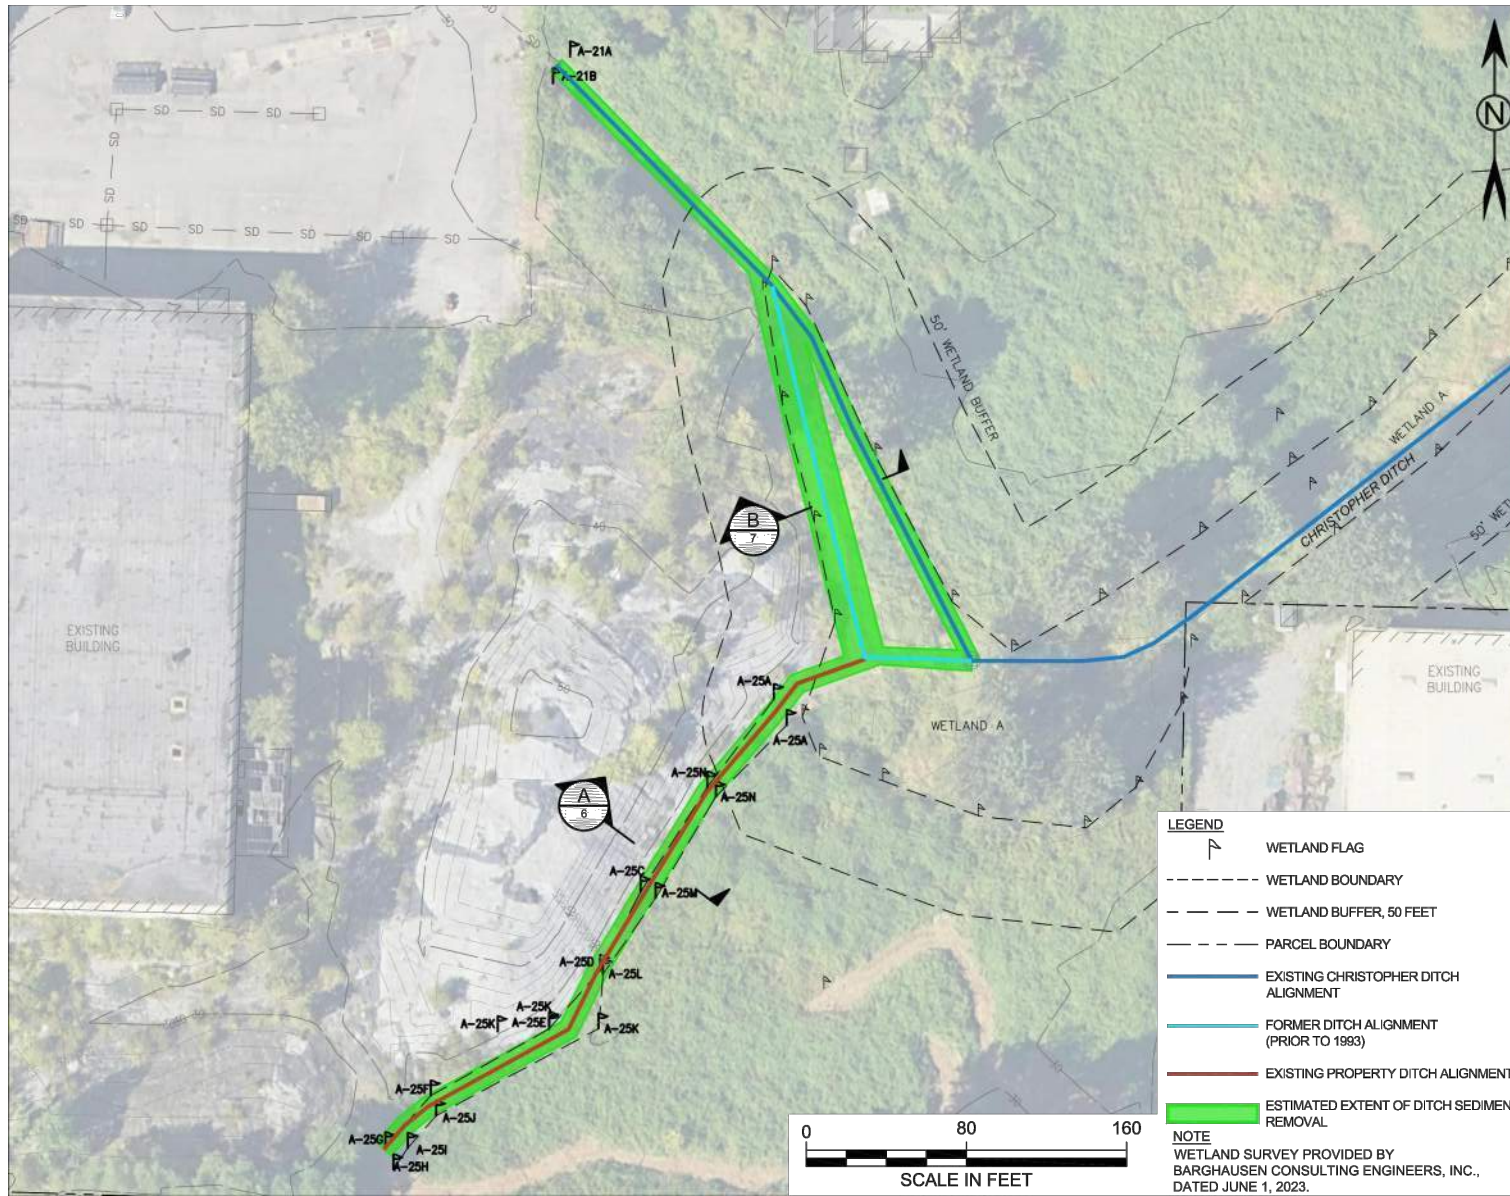 A-21A
A-21B
SD SD SD
SD
SD
SD SD SD SD SD SD
SD
SD
50' WETLAND BUFFER
N
WETLAND A
CHRISTOPHER DITCH
B
7
40
50
EXISTING
BUILDING
EXISTING
BUILDING
A-25A
A-25A
WETLAND A
A-25N
A-25N
A
6
A-25C
A-25M
A-25D
A-25L
A-25K
A-25K
A-25E
A-25K
A-25F
A-25J
A-25G
A-25I
A-25H
LEGEND
WETLAND FLAG
WETLAND BOUNDARY
WETLAND BUFFER, 50 FEET
PARCEL BOUNDARY
EXISTING CHRISTOPHER DITCH
ALIGNMENT
FORMER DITCH ALIGNMENT
(PRIOR TO 1993)
EXISTING PROPERTY DITCH ALIGNMENT
ESTIMATED EXTENT OF DITCH SEDIMEN
REMOVAL
NOTE
WETLAND SURVEY PROVIDED BY
BARGHAUSEN CONSULTING ENGINEERS, INC.,
DATED JUNE 1, 2023.
0 80 160
SCALE IN FEET